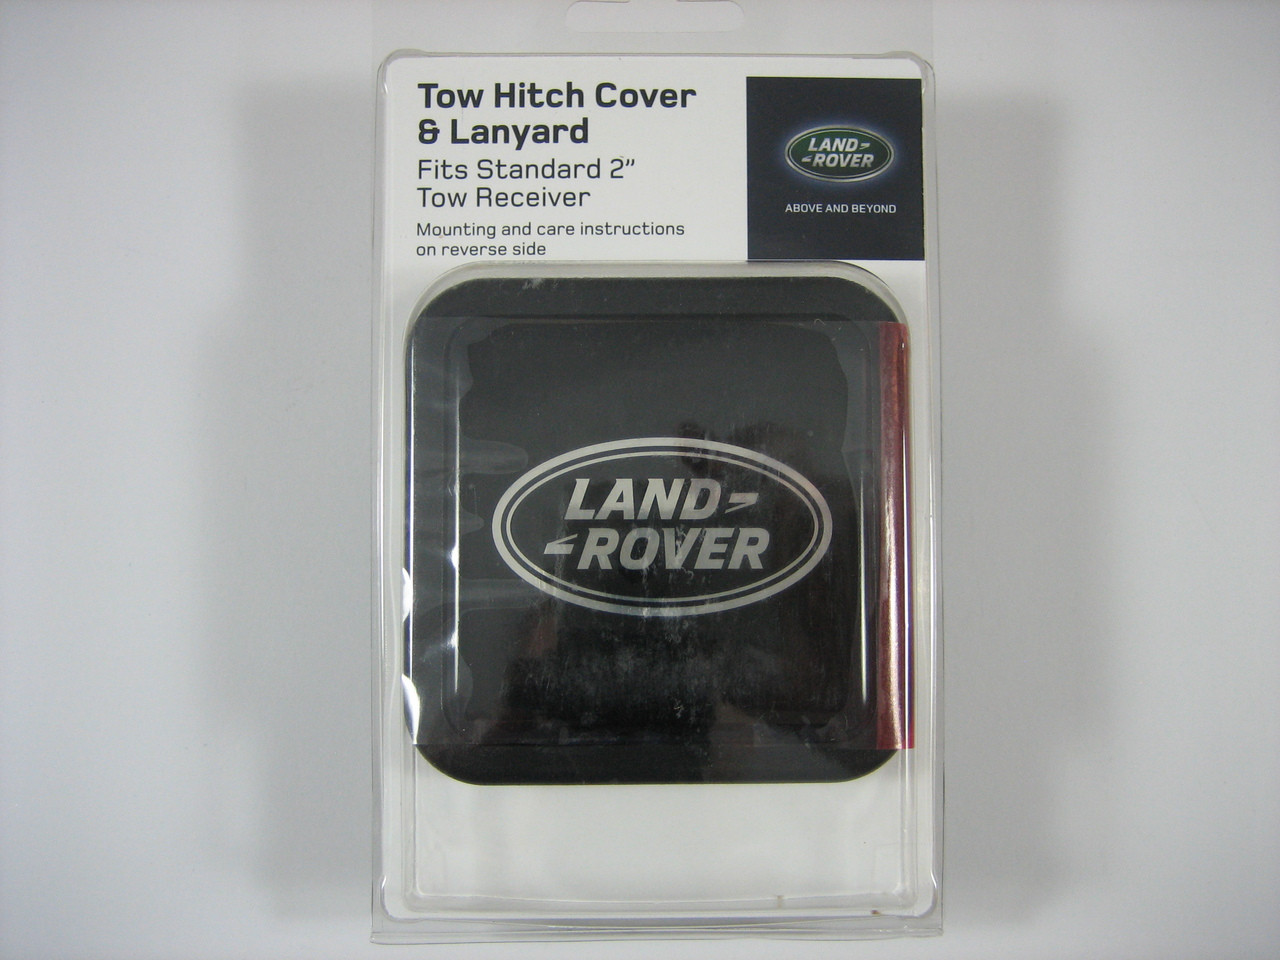 Tow Hitch Cover
& Lanyard
Fits Standard 2”
Tow Receiver
Mounting and care instructions
on reverse side
LAND
ROVER
ABOVE AND BEYOND
LAND
ROVER